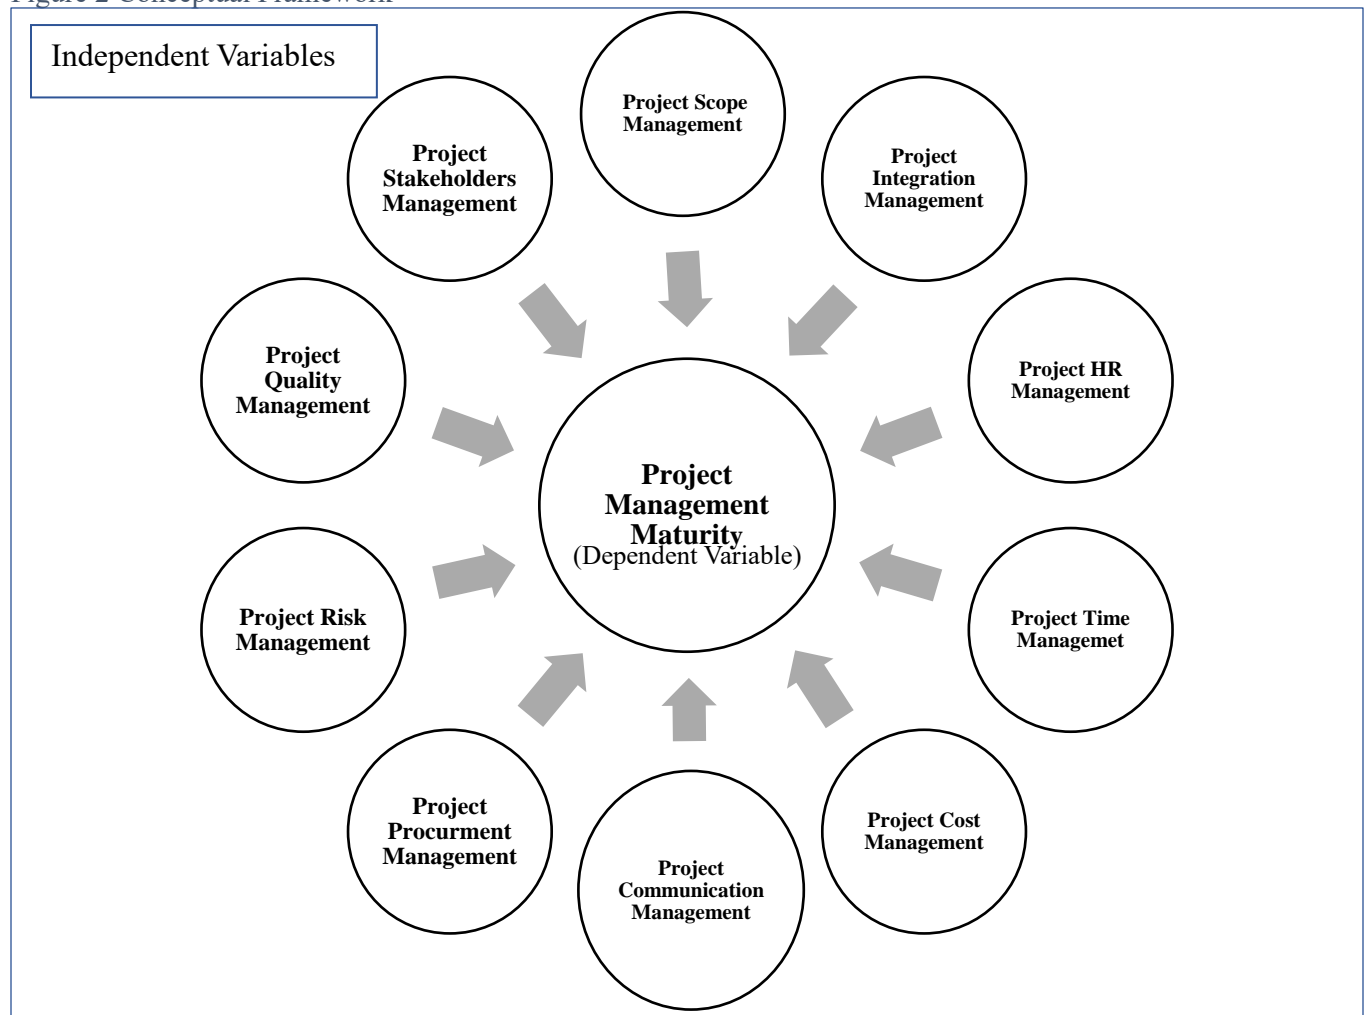 Figure 2 Conceptual Framework
Independent Variables
Project Scope
Management
Project
Integration
Management
Project HR
Management
Project Time
Managemet
Project Cost
Management
Project
Communication
Management
Project
Procurment
Management
Project Risk
Management
Project
Quality
Management
Project
Stakeholders
Management
Project
Management
Maturity
(Dependent Variable)